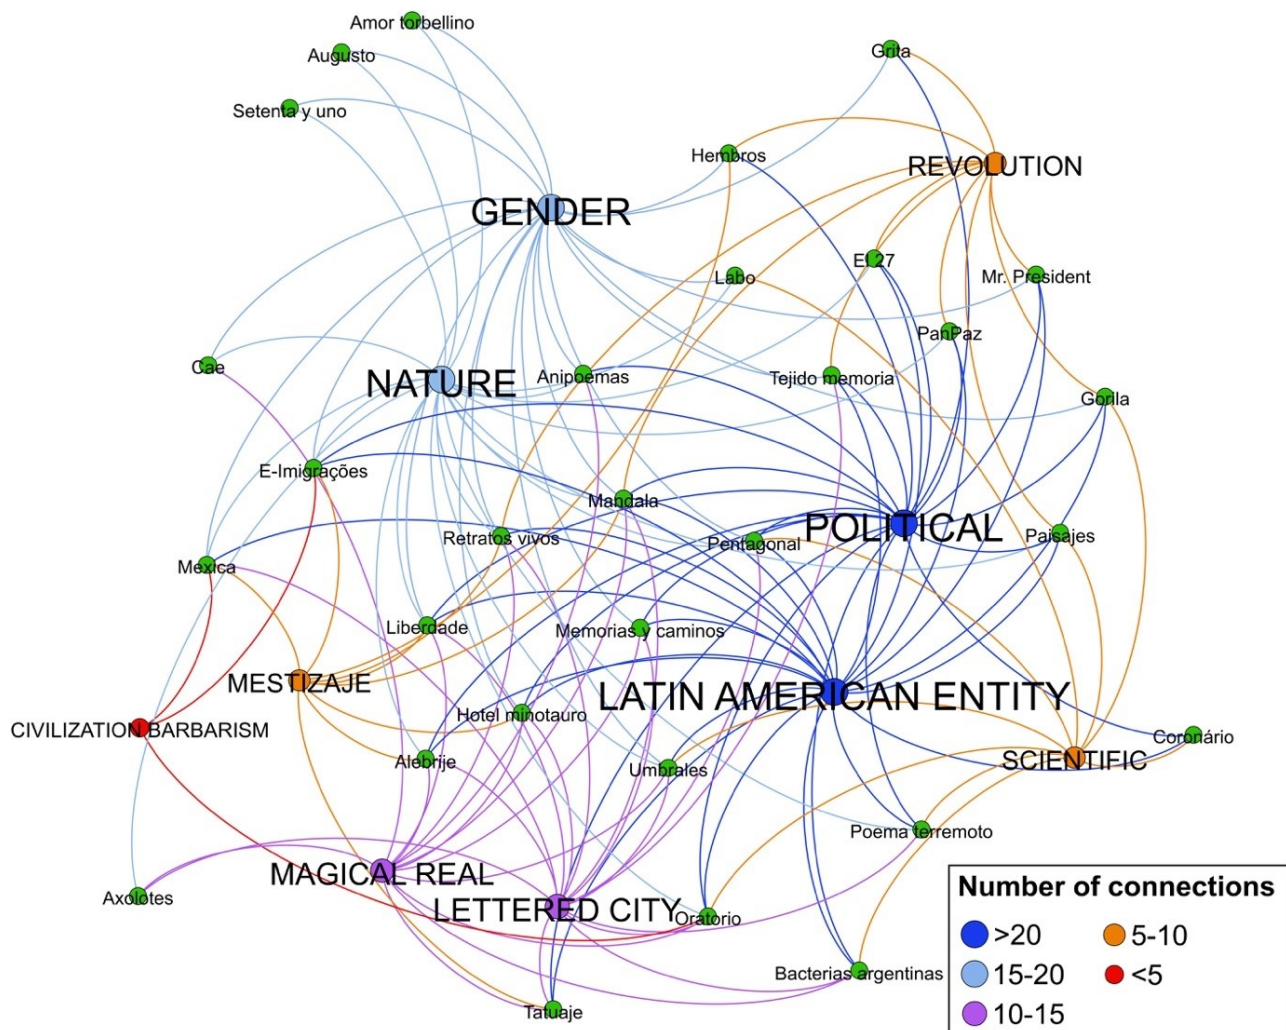 Amor torbellino
Augusto
Grita
Setenta y uno
Hembros
REVOLUTION
GENDER
El 27
Labo
Mr. President
PanPaz
Cae
NATURE
Anipoemas
Tejido memoria
Gorila
E-Imigrações
Mandala
POLITICAL
Retratos vivos
Pentagonal
Paisajes
Mexica
Liberdade
Memorias y caminos
MESTIZAJE
LATIN AMERICAN ENTITY
Hotel minotauro
CIVILIZATION BARBARISM
Coronário
Alebrije
Umbrales
SCIENTIFIC
Poema terremoto
MAGICAL REAL
Axolotes
LETTERED CITY
Oratorio
Bacterias argentinas
Tatuaje
Number of connections
>20
5-10
15-20
<5
10-15